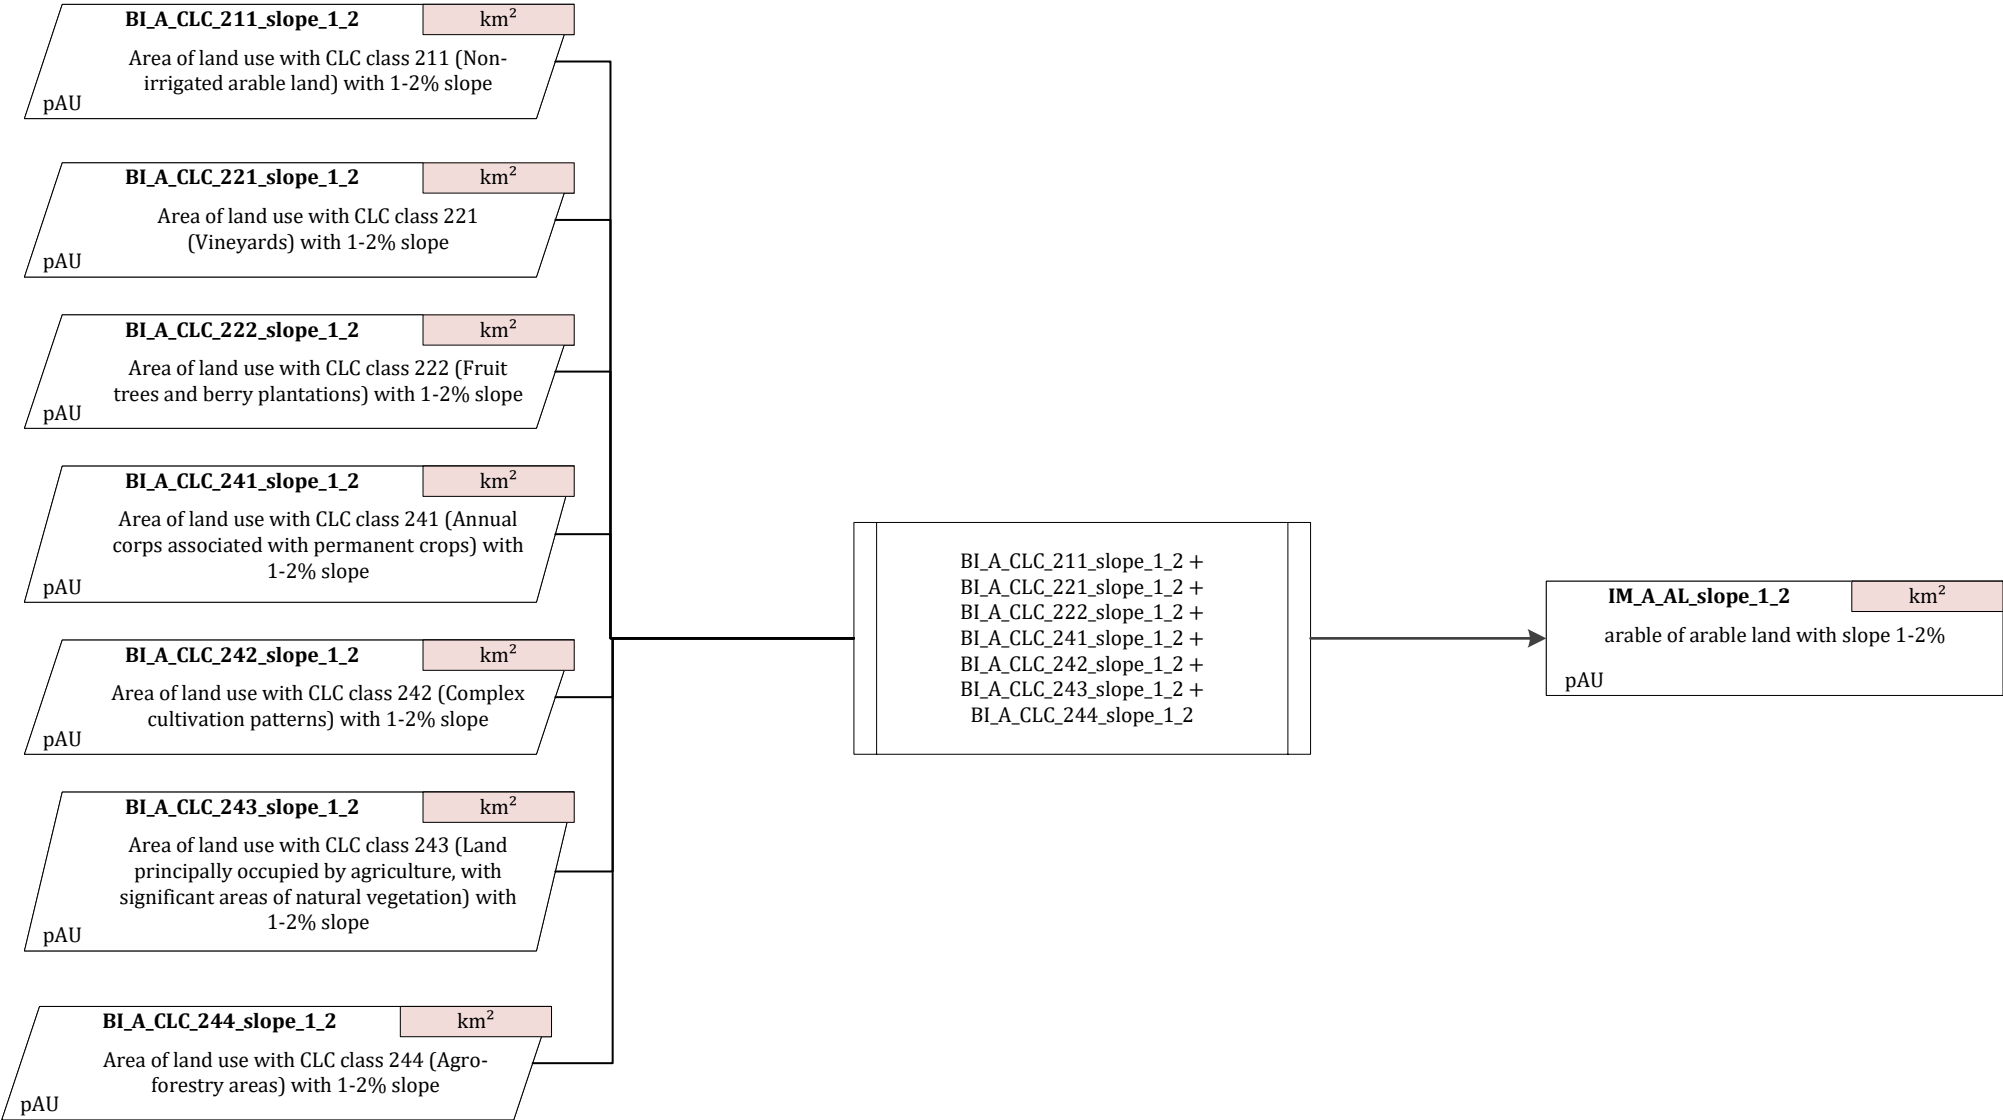 BI_A_CLC_211_slope_1_2
km²
Area of land use with CLC class 211 (Non-
irrigated arable land) with 1-2% slope
pAU
BI_A_CLC_221_slope_1_2
km²
Area of land use with CLC class 221
(Vineyards) with 1-2% slope
pAU
BI_A_CLC_222_slope_1_2
km²
Area of land use with CLC class 222 (Fruit
trees and berry plantations) with 1-2% slope
pAU
BI_A_CLC_241_slope_1_2
km²
Area of land use with CLC class 241 (Annual
corps associated with permanent crops) with
1-2% slope
pAU
BI_A_CLC_242_slope_1_2
km²
Area of land use with CLC class 242 (Complex
cultivation patterns) with 1-2% slope
pAU
BI_A_CLC_243_slope_1_2
km²
Area of land use with CLC class 243 (Land
principally occupied by agriculture, with
significant areas of natural vegetation) with
1-2% slope
pAU
BI_A_CLC_244_slope_1_2
km²
Area of land use with CLC class 244 (Agro-
forestry areas) with 1-2% slope
pAU
BI_A_CLC_211_slope_1_2 +
BI_A_CLC_221_slope_1_2 +
BI_A_CLC_222_slope_1_2 +
BI_A_CLC_241_slope_1_2 +
BI_A_CLC_242_slope_1_2 +
BI_A_CLC_243_slope_1_2 +
BI_A_CLC_244_slope_1_2
IM_A_AL_slope_1_2
km²
arable of arable land with slope 1-2%
pAU